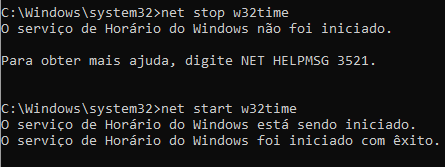 C:\Windows\system32>net stop w32time
O serviço de Horário do Windows não foi iniciado.
Para obter mais ajuda, digite NET HELPMSG 3521.
C:\Windows\system32>net start w32time
O serviço de Horário do Windows está sendo iniciado.
O serviço de Horário do Windows foi iniciado com êxito.